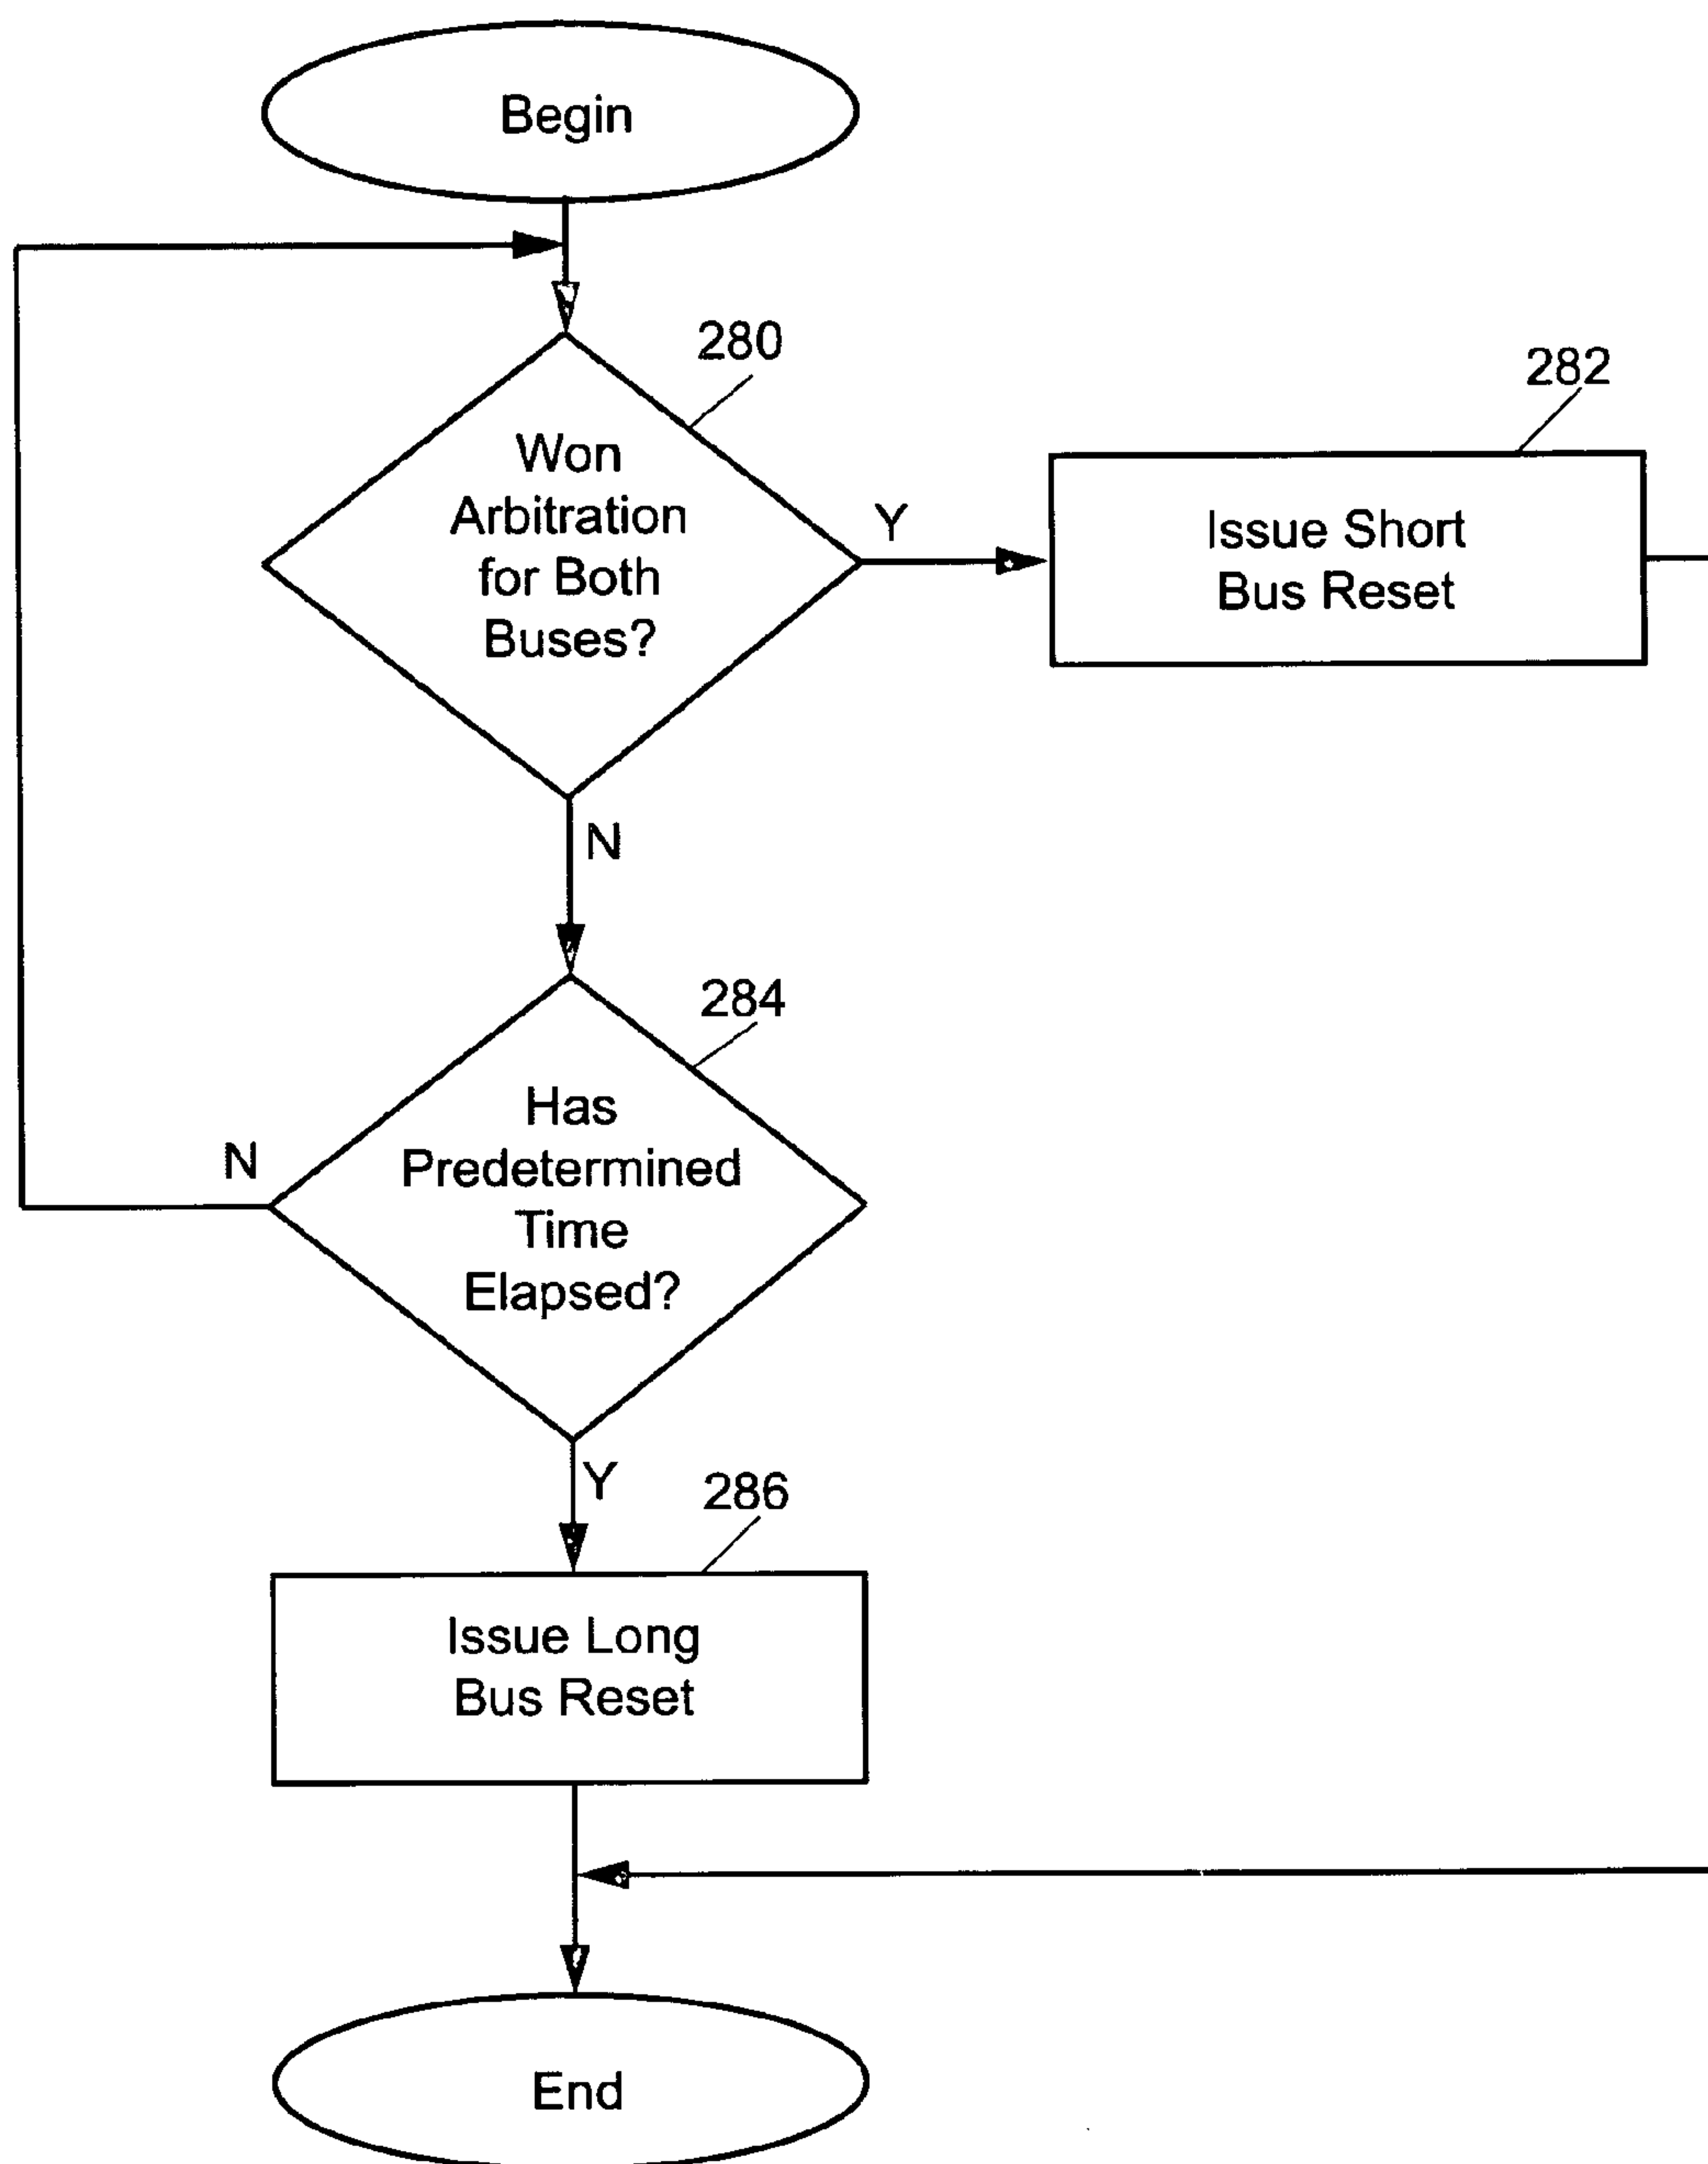 Begin
280
Won
Arbitration
for Both
Buses?
Y
282
Issue Short
Bus Reset
N
284
Has
Predetermined
Time
Elapsed?
N
Y
286
Issue Long
Bus Reset
End